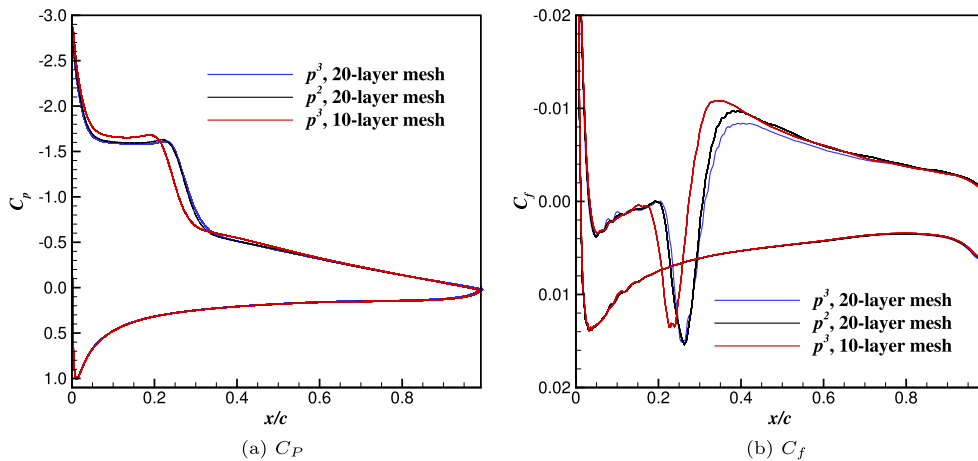 -3.0
-2.5
-2.0
-1.5
-1.0
-0.5
0.0
0.5
1.0
0
0.2
0.4
0.6
0.8
C_p
x/c
p^3, 20-layer mesh
p^2, 20-layer mesh
p^3, 10-layer mesh
(a) C_P
-0.02
-0.01
0.00
0.01
0.02
0
0.2
0.4
0.6
0.8
C_f
x/c
p^3, 20-layer mesh
p^2, 20-layer mesh
p^3, 10-layer mesh
(b) C_f